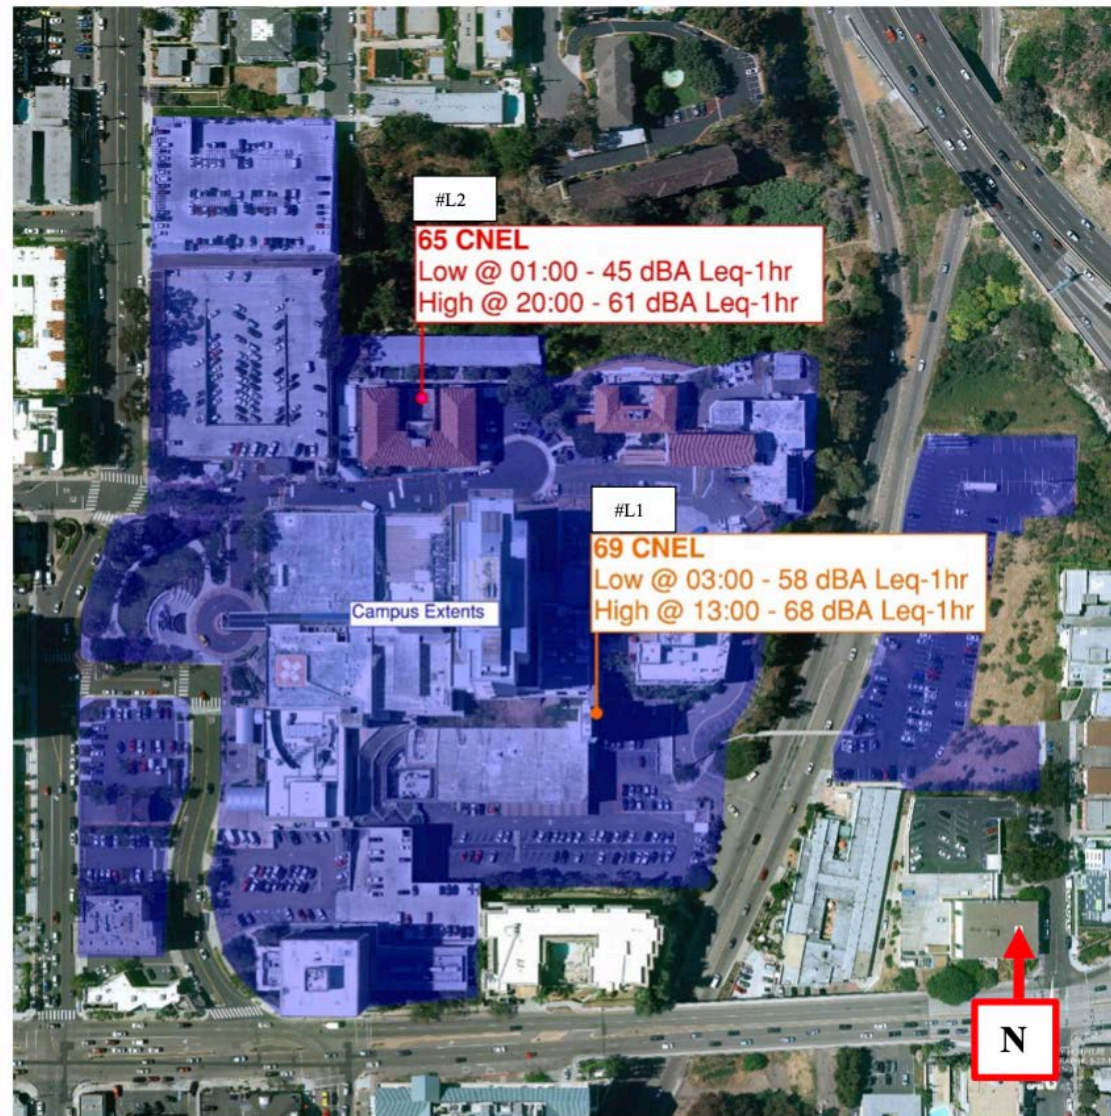 #L2
65 CNEL
Low @ 01:00 - 45 dBA Leq-1hr
High @ 20:00 - 61 dBA Leq-1hr
#L1
69 CNEL
Low @ 03:00 - 58 dBA Leq-1hr
High @ 13:00 - 68 dBA Leq-1hr
Campus Extents
N